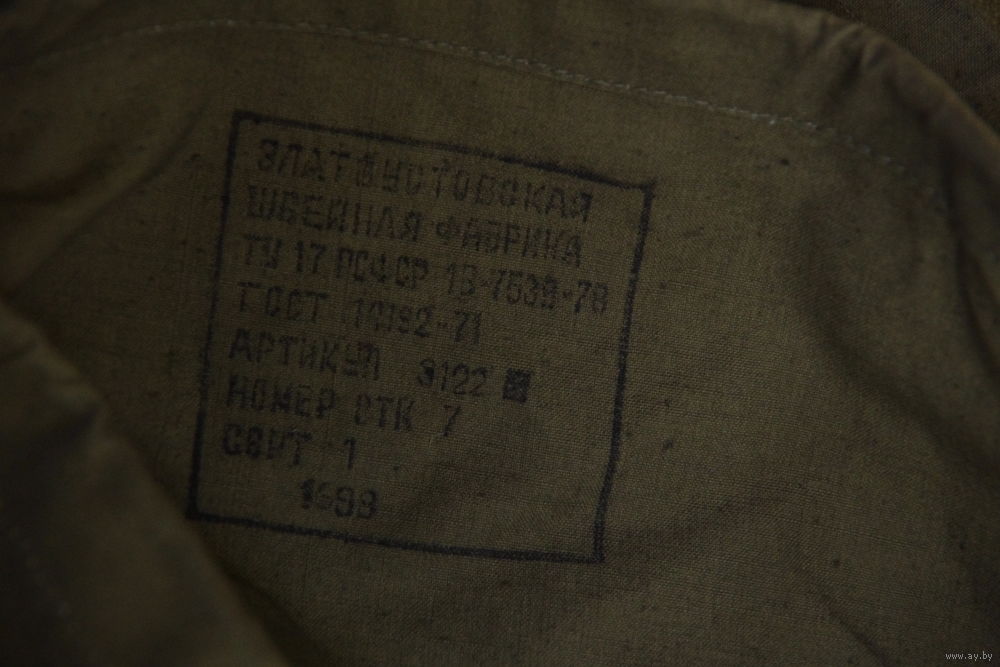 ЗЛАТОУСТОВСКАЯ
ШВЕЙНАЯ ФАБРИКА
ТУ 17 РСФСР 13-7539-78
ГОСТ
АРТИКУЛ 3122
НОМЕР ОТК 7
СОРТ 1
www.ay.by